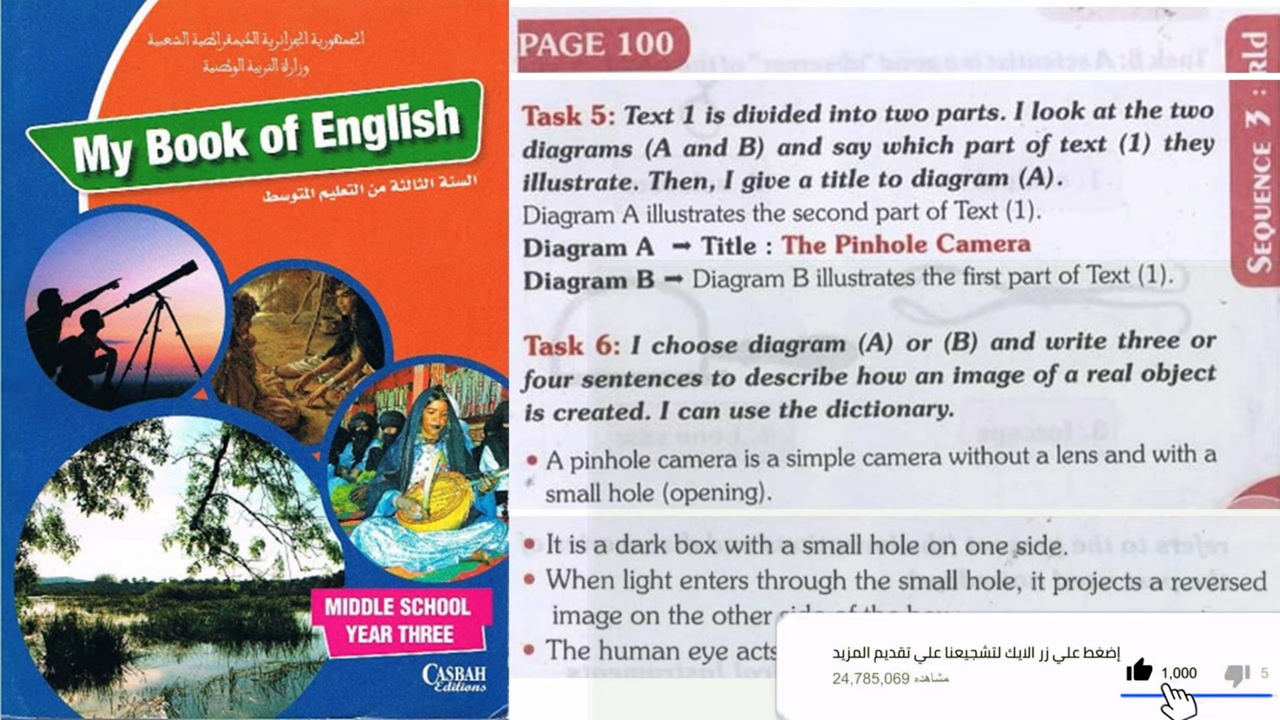 الجمهورية الجزائرية الديمقراطية الشعبية
وزارة التربية الوطنية
My Book of English
السنة الثالثة من التعليم المتوسط
MIDDLE SCHOOL
YEAR THREE
CASBAH
Editions
PAGE 100
SEQUENCE 3 :
Task 5: Text 1 is divided into two parts. I look at the two
diagrams (A and B) and say which part of text (1) they
illustrate. Then, I give a title to diagram (A).
Diagram A illustrates the second part of Text (1).
Diagram A → Title : The Pinhole Camera
Diagram B → Diagram B illustrates the first part of Text (1).
Task 6: I choose diagram (A) or (B) and write three or
four sentences to describe how an image of a real object
is created. I can use the dictionary.
• A pinhole camera is a simple camera without a lens and with a
small hole (opening).
• It is a dark box with a small hole on one side.
• When light enters through the small hole, it projects a reversed
image on the other
• The human eye acts
إضغط علي زر الايك لتشجيعنا علي تقديم المزيد
24,785,069 مشاهده
1,000
5